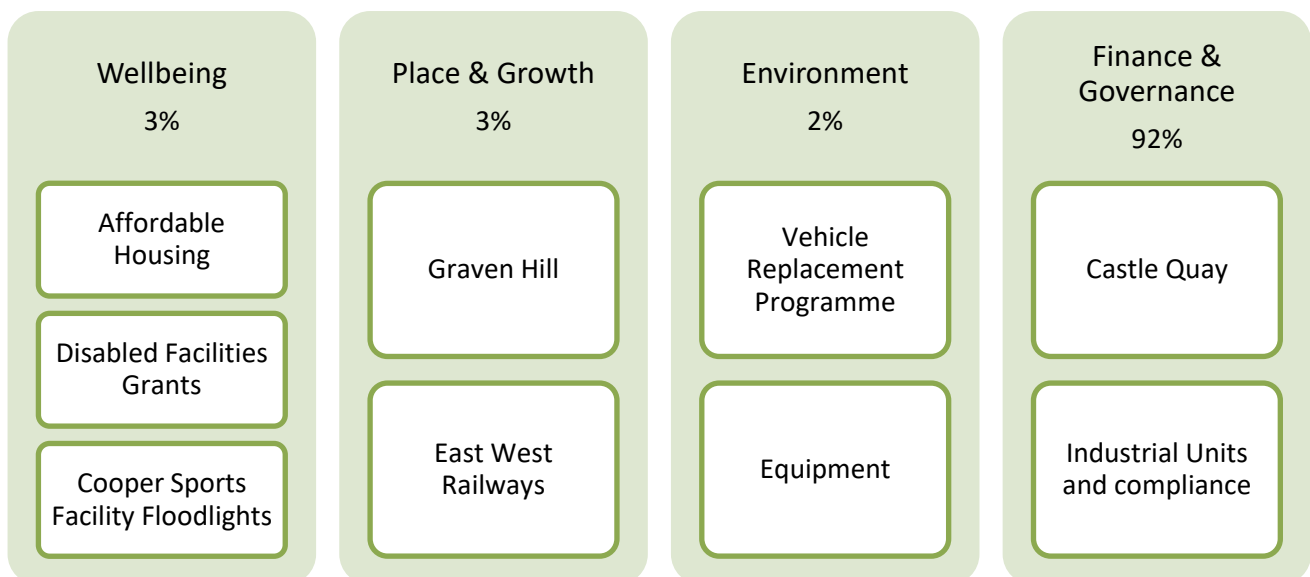 Wellbeing
3%
Affordable
Housing
Disabled Facilities
Grants
Cooper Sports
Facility Floodlights
Place & Growth
3%
Graven Hill
East West
Railways
Environment
2%
Vehicle
Replacement
Programme
Equipment
Finance &
Governance
92%
Castle Quay
Industrial Units
and compliance